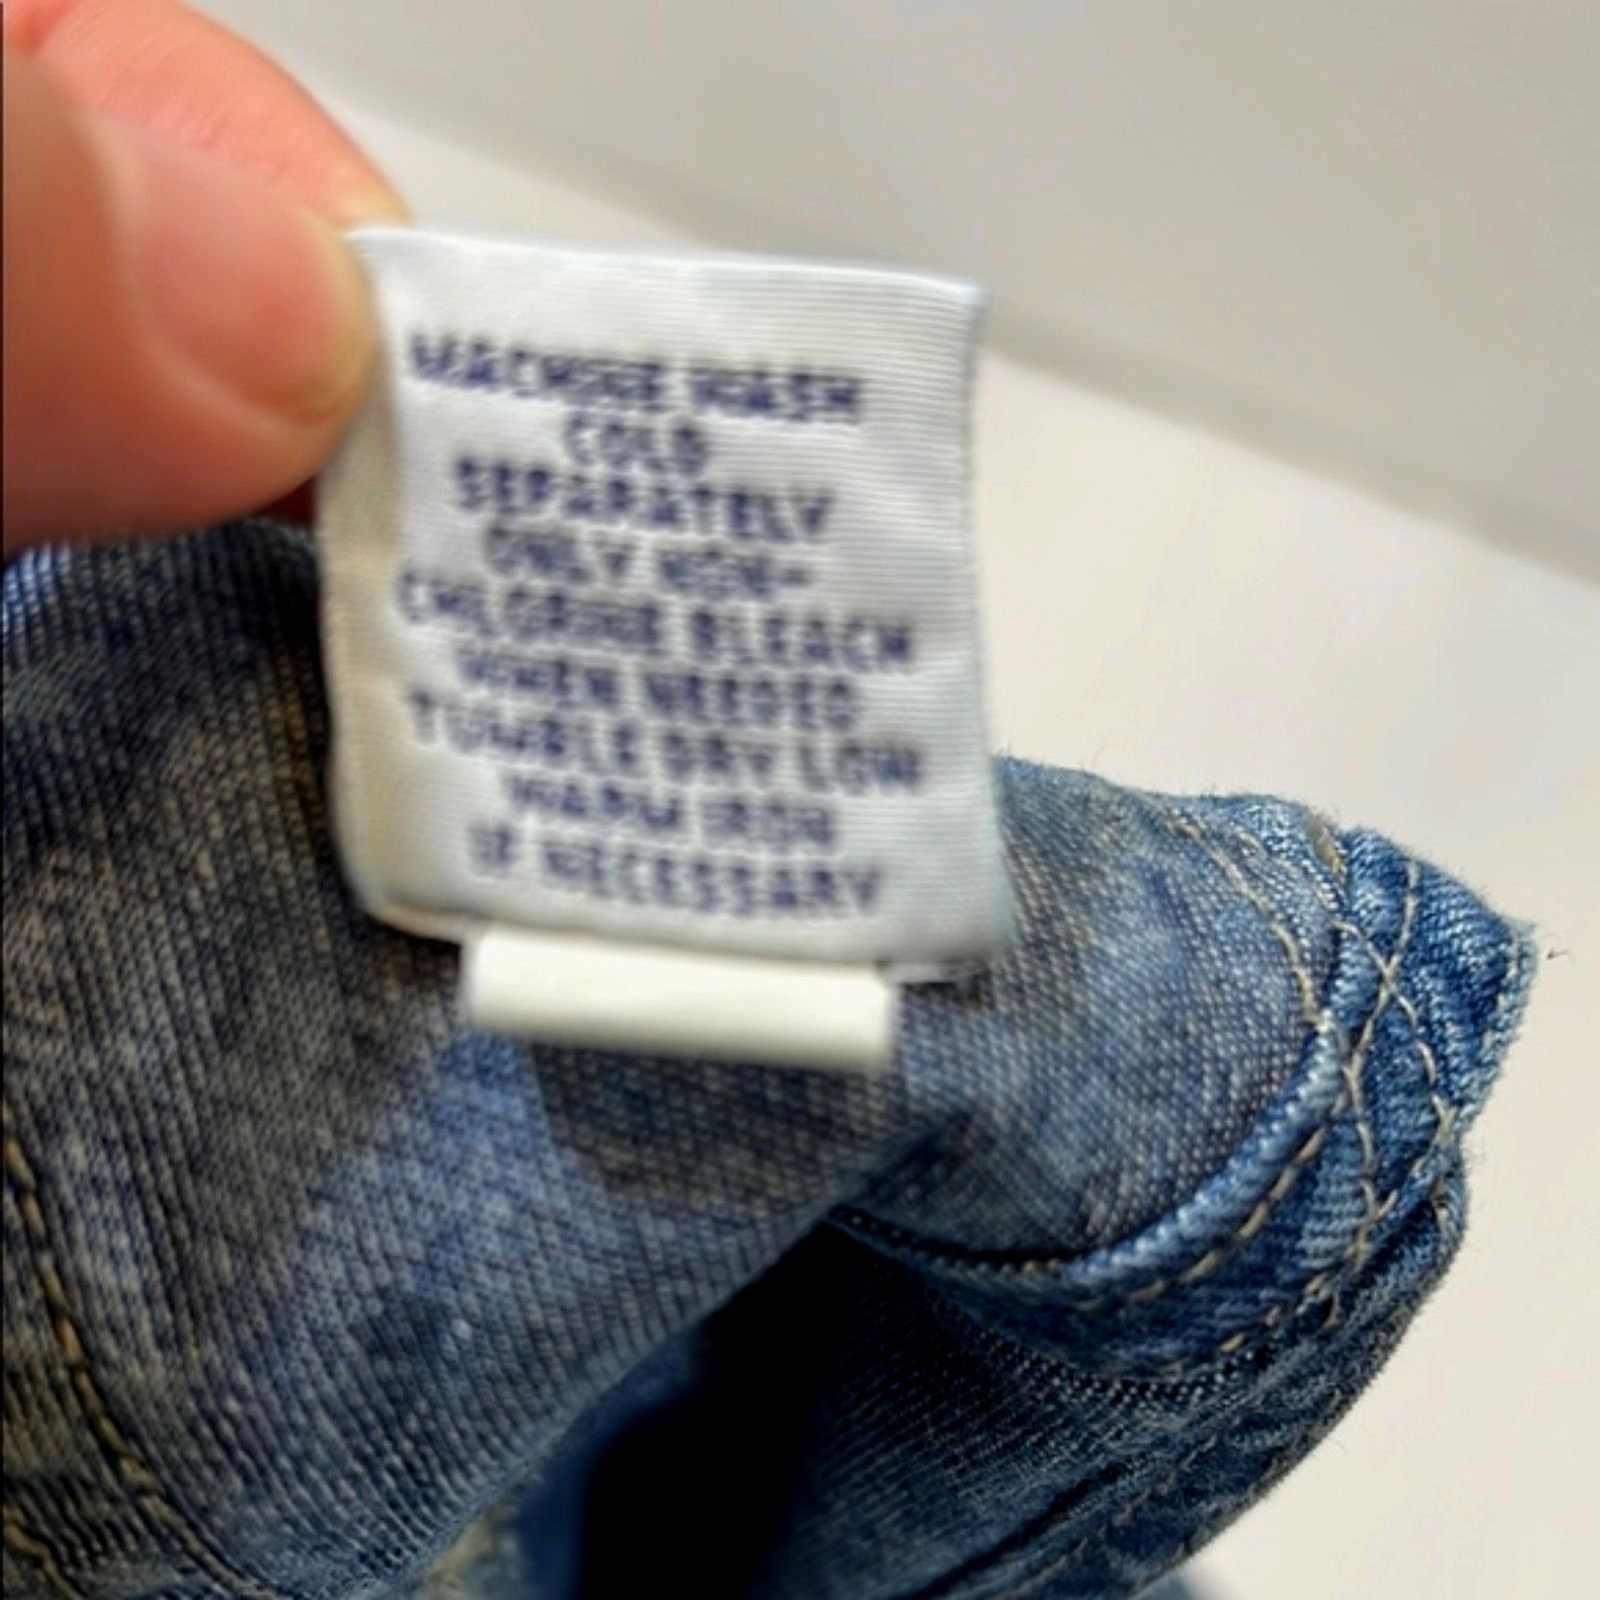 MACHINE WASH
COLD
SEPARATELY
ONLY NON-
CHLORINE BLEACH
WHEN NEEDED
TUMBLE DRY LOW
WARM IRON
IF NECESSARY